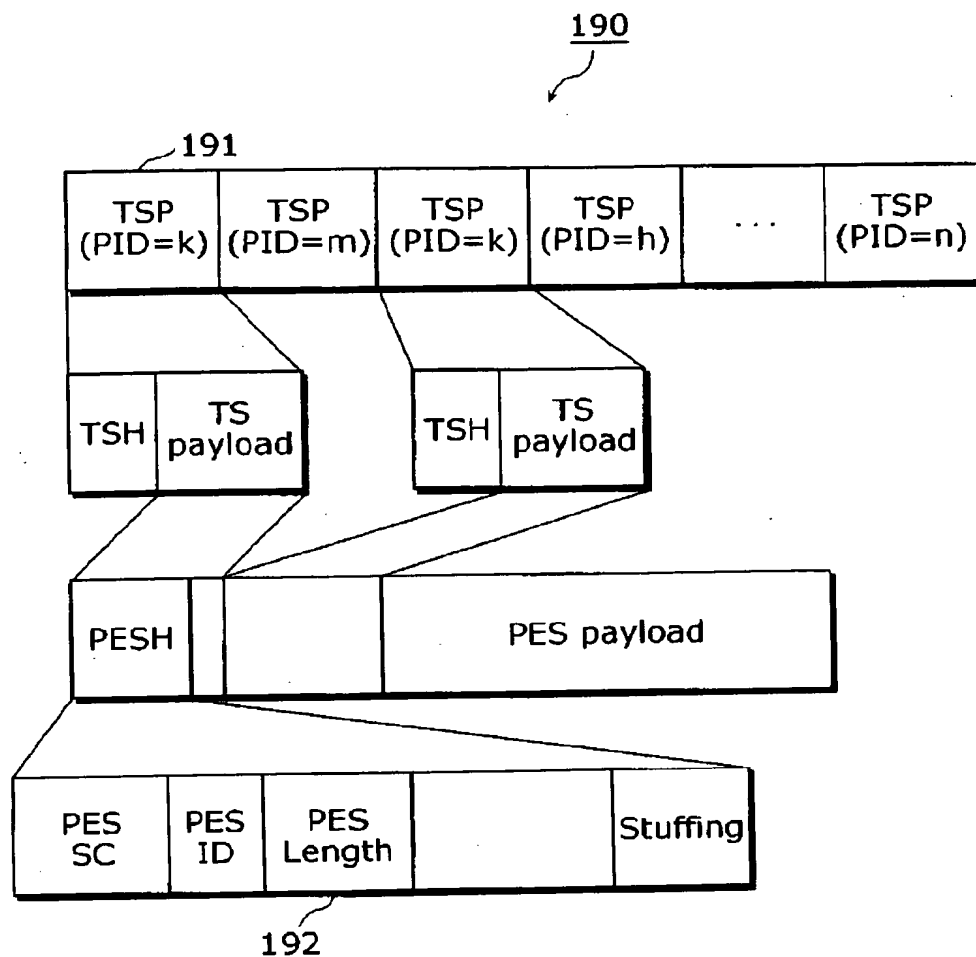 190
191
TSP (PID=k) TSP (PID=m) TSP (PID=k) TSP (PID=h) ... TSP (PID=n)
TSH TS payload TSH TS payload
PESH PES payload
PES SC PES ID PES Length Stuffing
192